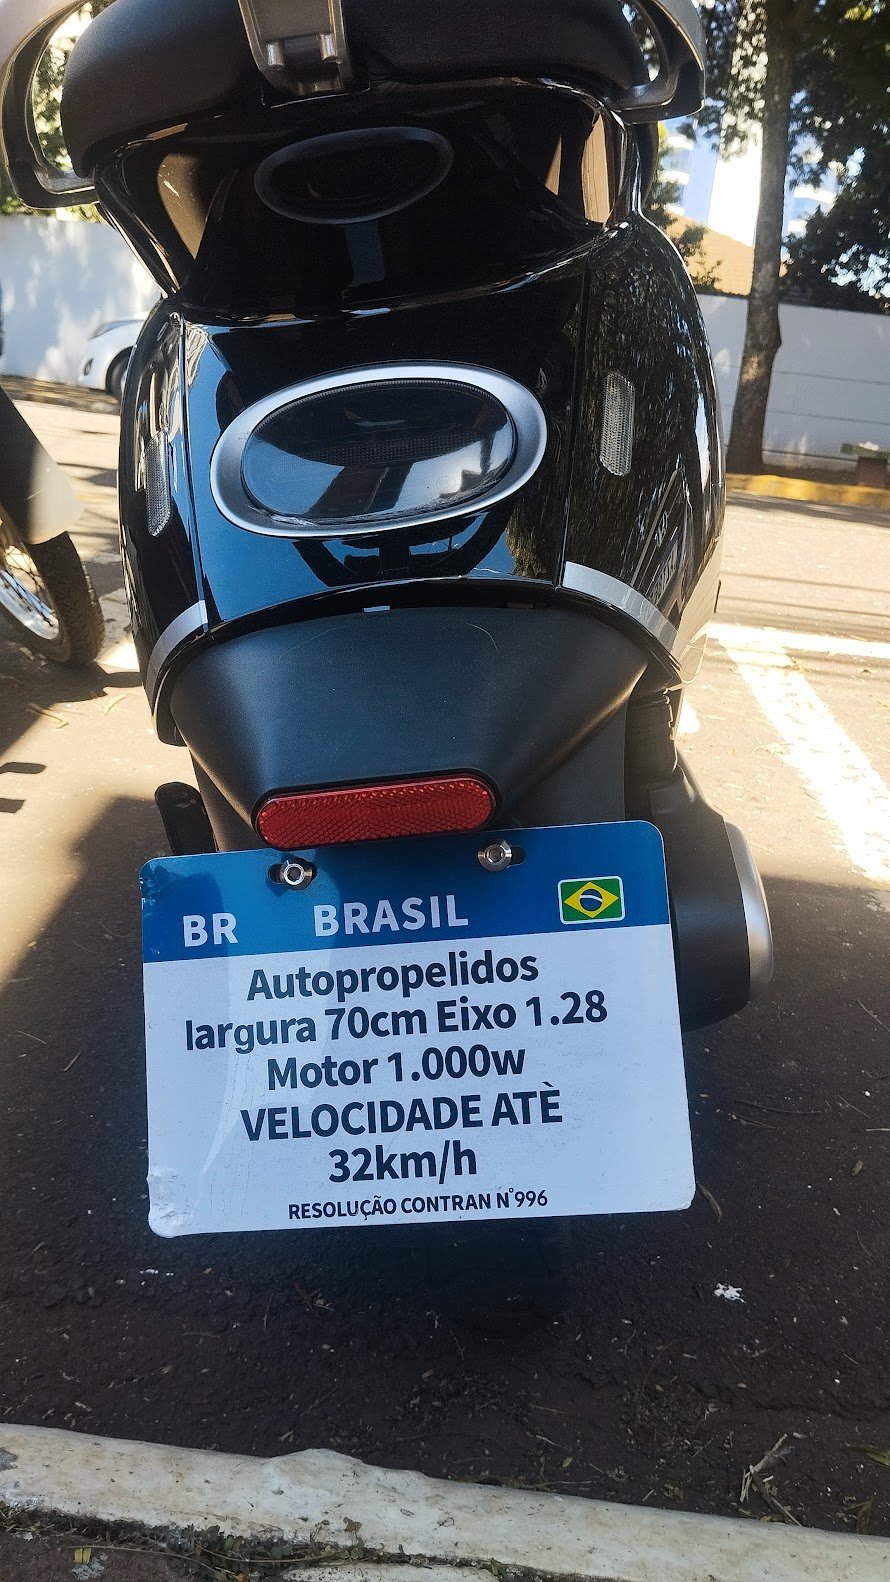 BR BRASIL
Autopropelidos
largura 70cm Eixo 1.28
Motor 1.000w
VELOCIDADE ATÈ
32km/h
RESOLUÇÃO CONTRAN N°996